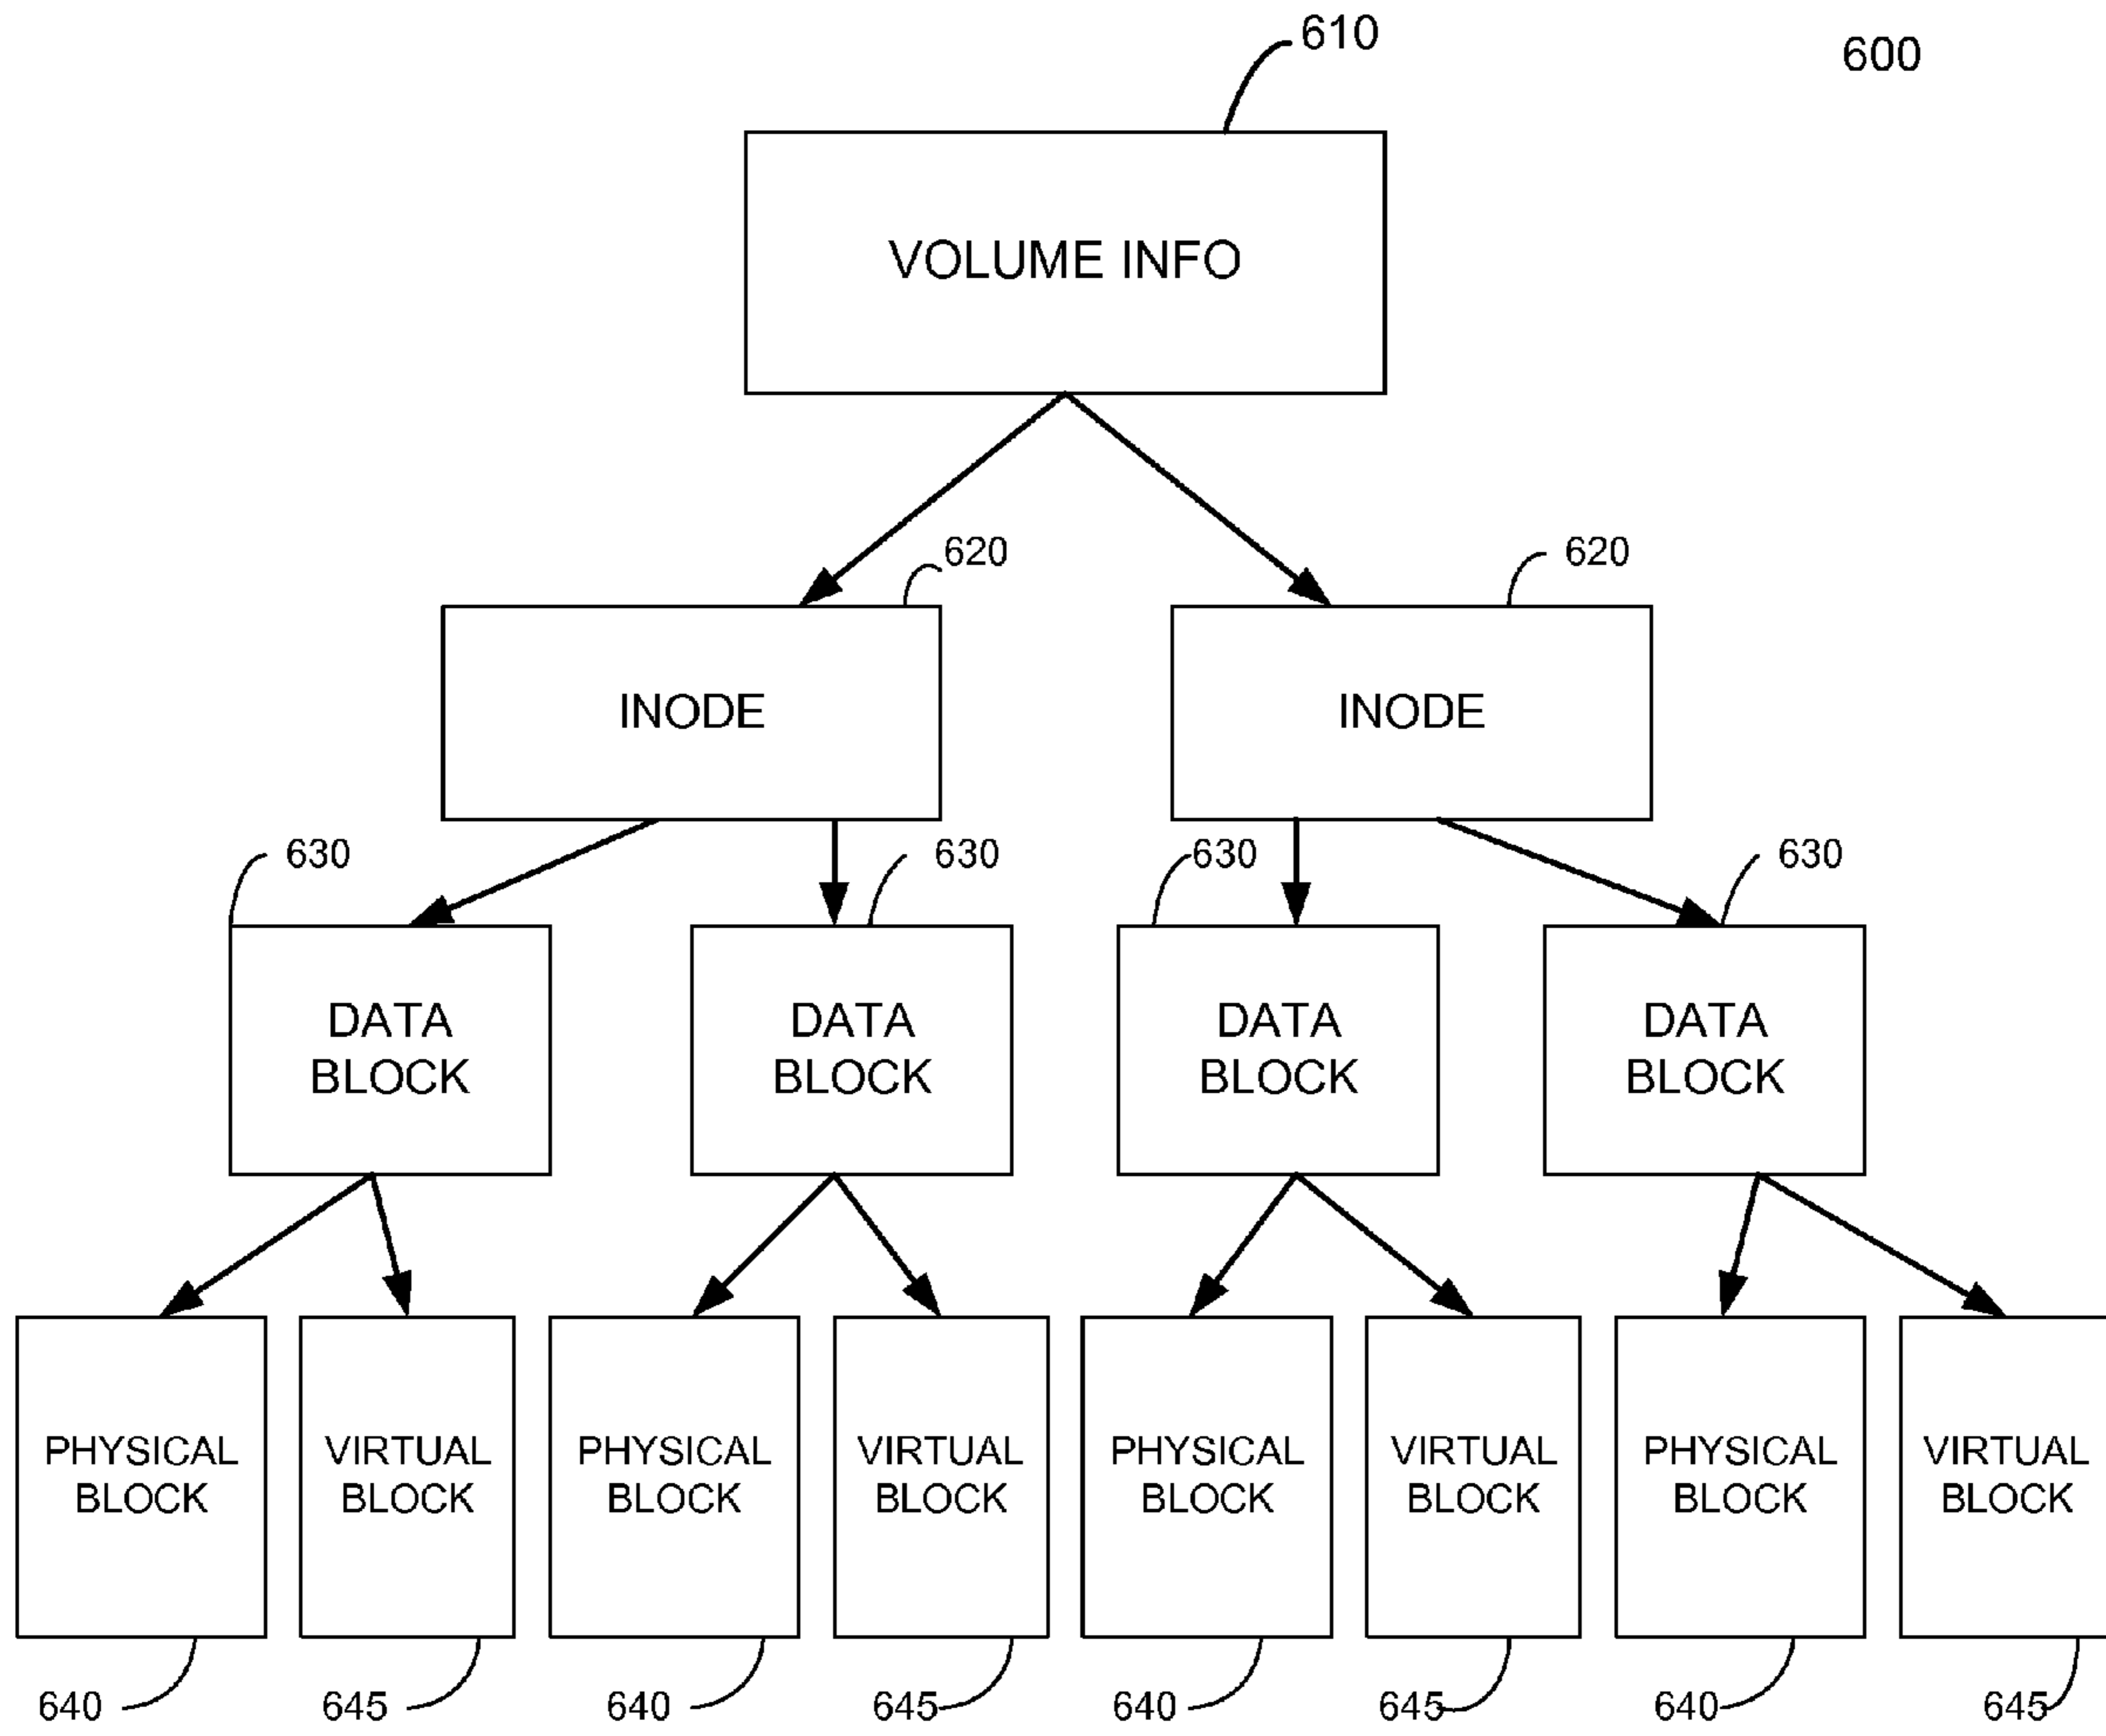 610
600
VOLUME INFO
620
620
INODE
INODE
630
630
630
630
DATA
BLOCK
DATA
BLOCK
DATA
BLOCK
DATA
BLOCK
PHYSICAL
BLOCK
VIRTUAL
BLOCK
PHYSICAL
BLOCK
VIRTUAL
BLOCK
PHYSICAL
BLOCK
VIRTUAL
BLOCK
PHYSICAL
BLOCK
VIRTUAL
BLOCK
640
645
640
645
640
645
640
645